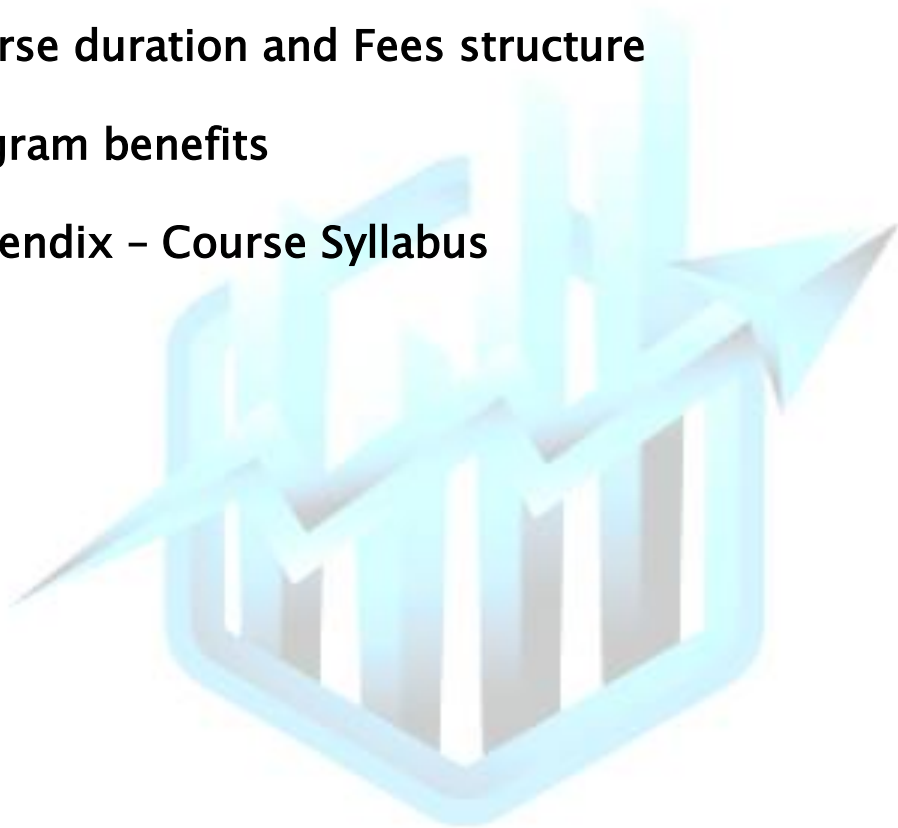 rse duration and Fees structure
gram benefits
endix – Course Syllabus